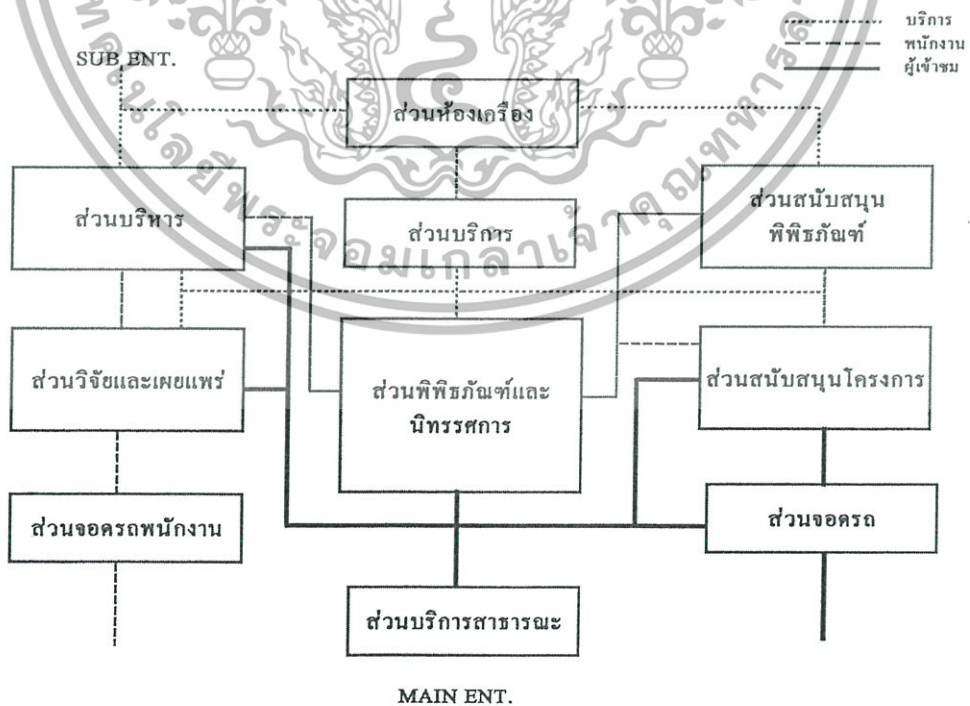 บริการ
พนักงาน
ผู้เข้าชม
SUB ENT.
ส่วนห้องเครื่อง
ส่วนบริหาร
ส่วนบริการ
ส่วนสนับสนุน
พิพิธภัณฑ์
ส่วนวิจัยและเผยแพร่
ส่วนพิพิธภัณฑ์และ
นิทรรศการ
ส่วนสนับสนุนโครงการ
ส่วนจอดรถพนักงาน
ส่วนจอดรถ
ส่วนบริการสาธารณะ
MAIN ENT.